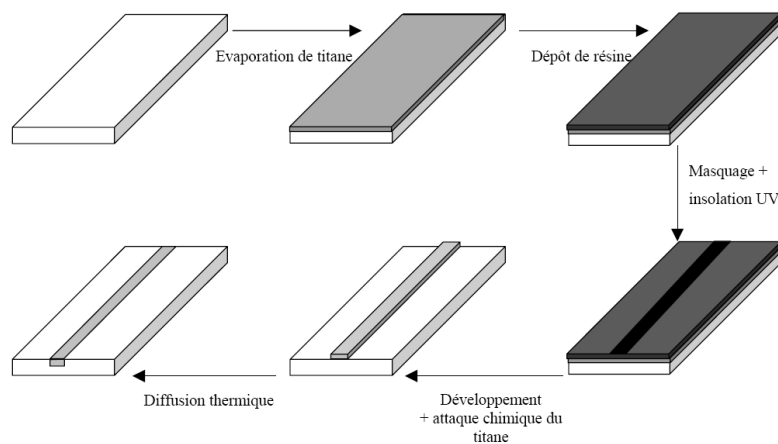 Evaporation de titane
Dépôt de résine
Masquage +
insolation UV
Développement
+ attaque chimique du
titane
Diffusion thermique